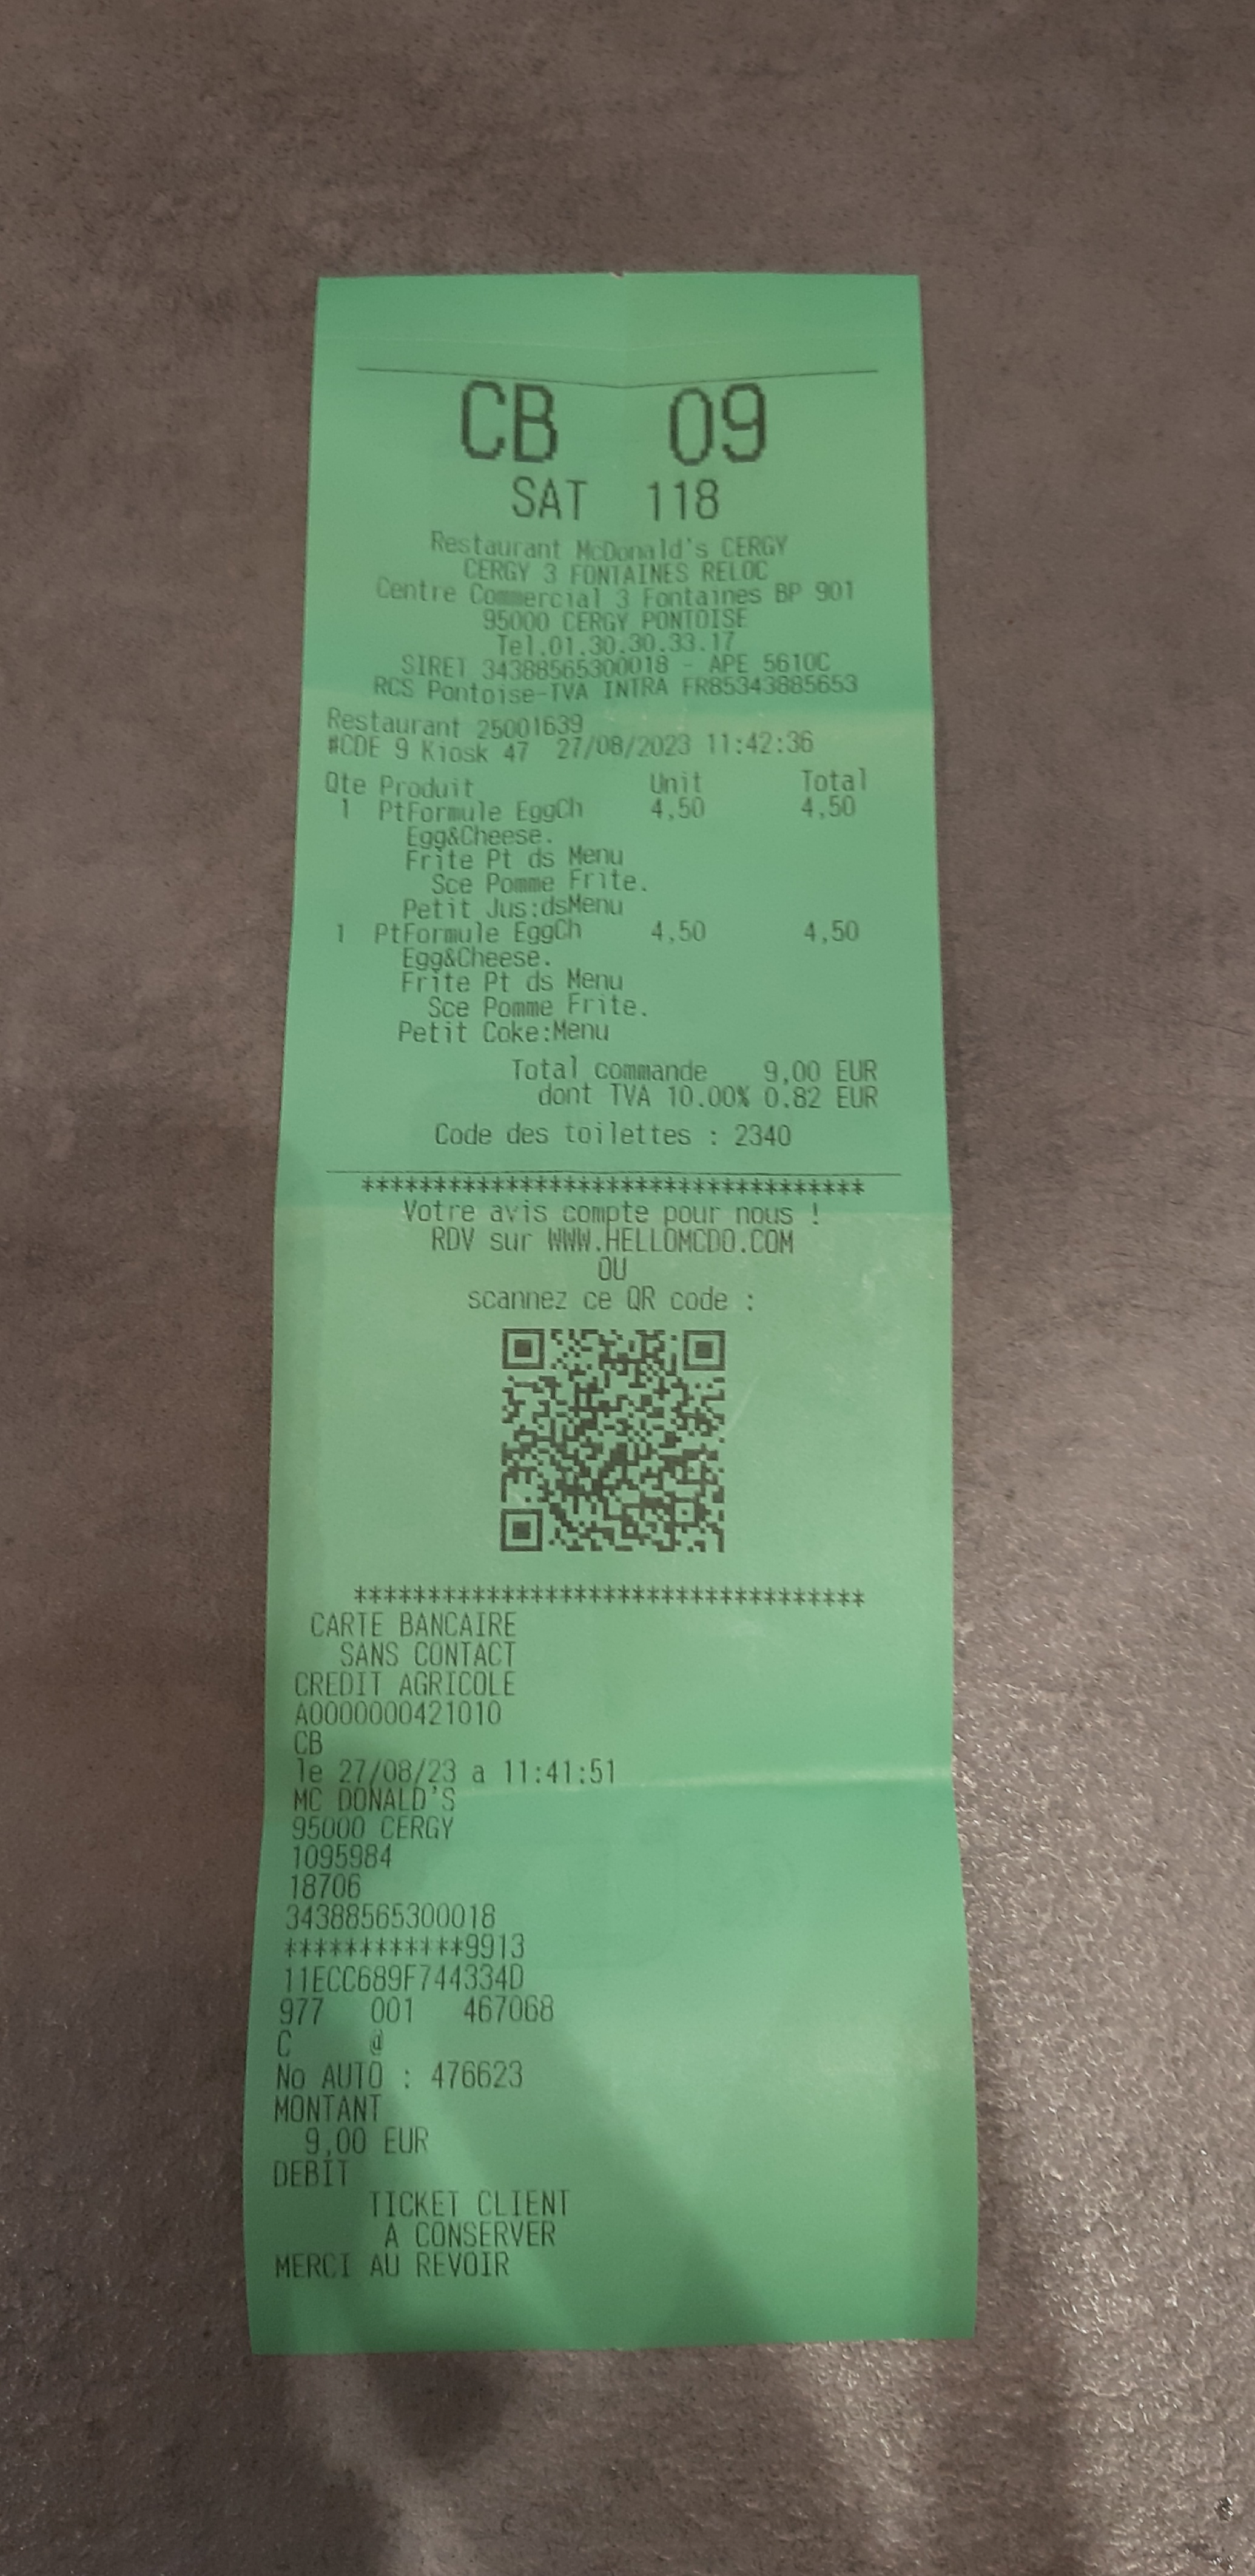 CB 09
SAT 118
Restaurant McDonald's CERGY
CERGY 3 FONTAINES RELOC
Centre Commercial 3 Fontaines BP 901
95000 CERGY PONTOISE
Tel.01.30.30.33.17
SIRET 34388565300018 - APE 5610C
RCS Pontoise-TVA INTRA FR85343885653
Restaurant 25001639
#CDE 9 Kiosk 47 27/08/2023 11:42:36
Qte Produit Unit Total
1 PtFormule EggCh 4,50 4,50
Egg&Cheese.
Frite Pt ds Menu
Sce Pomme Frite.
Petit Jus:dsMenu
1 PtFormule EggCh 4,50 4,50
Egg&Cheese.
Frite Pt ds Menu
Sce Pomme Frite.
Petit Coke:Menu
Total commande 9,00 EUR
dont TVA 10.00% 0.82 EUR
Code des toilettes : 2340
***********************************
Votre avis compte pour nous !
RDV sur WWW.HELLOMCDO.COM
OU
scannez ce QR code :
***********************************
CARTE BANCAIRE
SANS CONTACT
CREDIT AGRICOLE
A0000000421010
CB
le 27/08/23 a 11:41:51
MC DONALD'S
95000 CERGY
1095984
18706
34388565300018
************9913
11ECC689F744334D
977 001 467068
C @
No AUTO : 476623
MONTANT
9,00 EUR
DEBIT
TICKET CLIENT
A CONSERVER
MERCI AU REVOIR